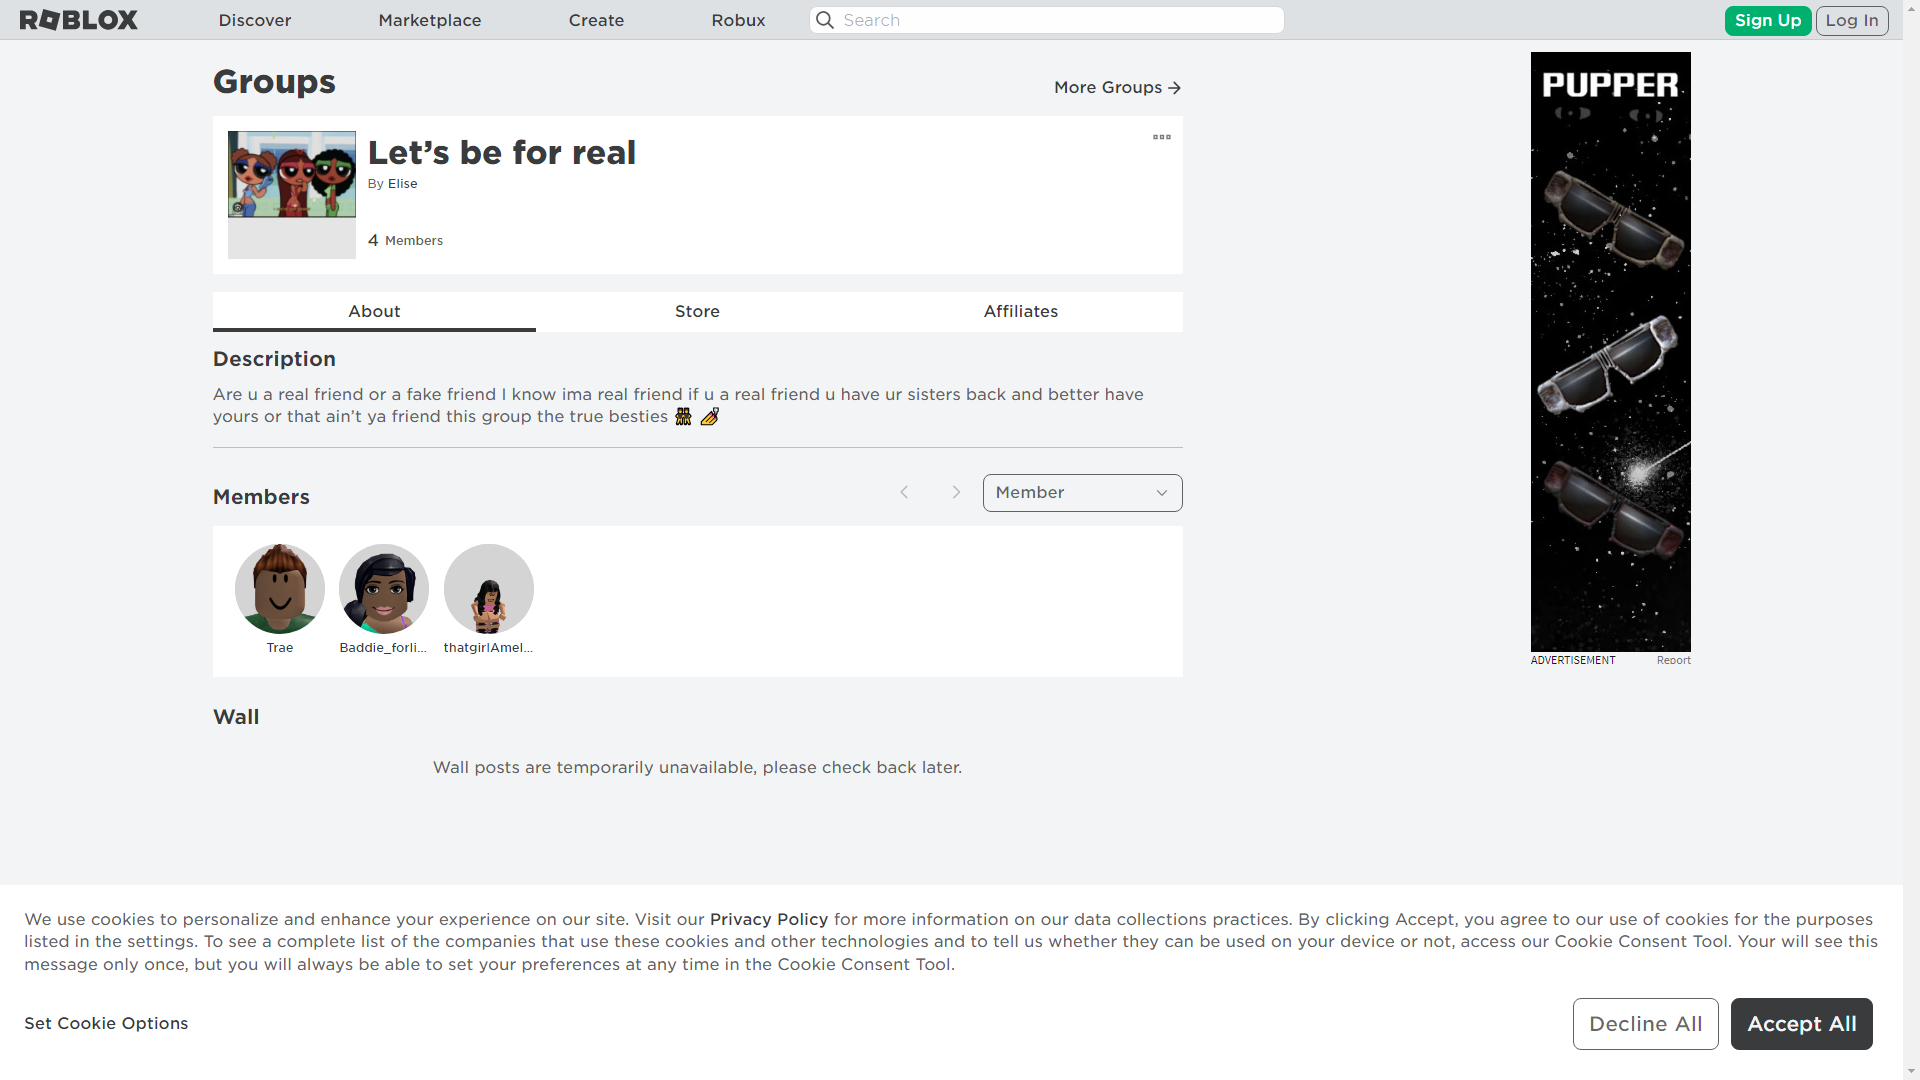 ROBLOX
Discover
Marketplace
Create
Robux
Search
Sign Up
Log In
Groups
More Groups
Let’s be for real
By Elise
4 Members
About
Store
Affiliates
Description
Are u a real friend or a fake friend I know ima real friend if u a real friend u have ur sisters back and better have
yours or that ain’t ya friend this group the true besties 👯 💅
Members
Member
Trae
Baddie_forli...
thatgirlAmel...
Wall
Wall posts are temporarily unavailable, please check back later.
PUPPER
ADVERTISEMENT
Report
We use cookies to personalize and enhance your experience on our site. Visit our Privacy Policy for more information on our data collections practices. By clicking Accept, you agree to our use of cookies for the purposes
listed in the settings. To see a complete list of the companies that use these cookies and other technologies and to tell us whether they can be used on your device or not, access our Cookie Consent Tool. Your will see this
message only once, but you will always be able to set your preferences at any time in the Cookie Consent Tool.
Set Cookie Options
Decline All
Accept All